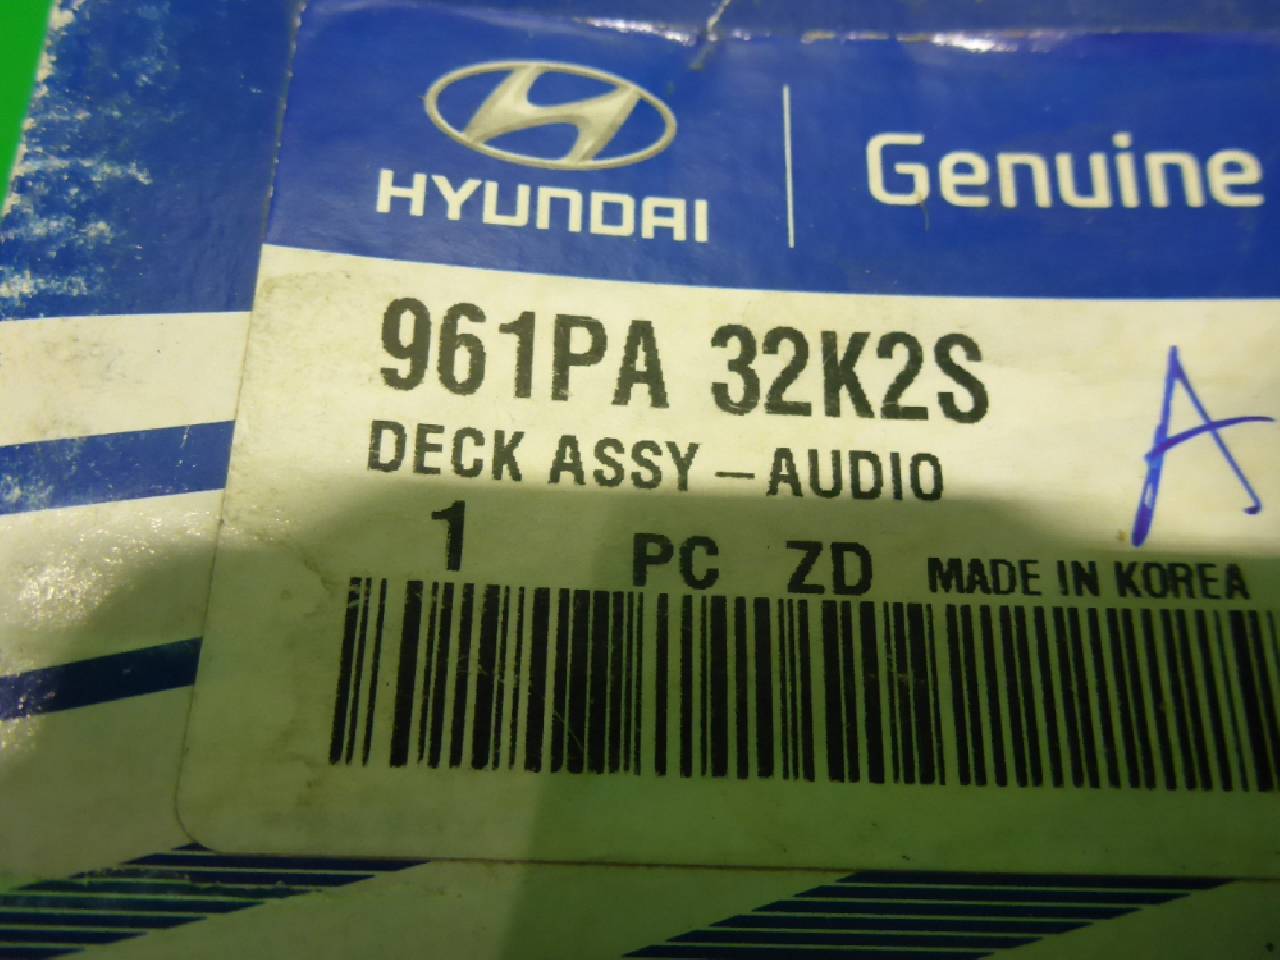 HYUNDAI
Genuine
961PA 32K2S
A
DECK ASSY-AUDIO
1 PC ZD MADE IN KOREA